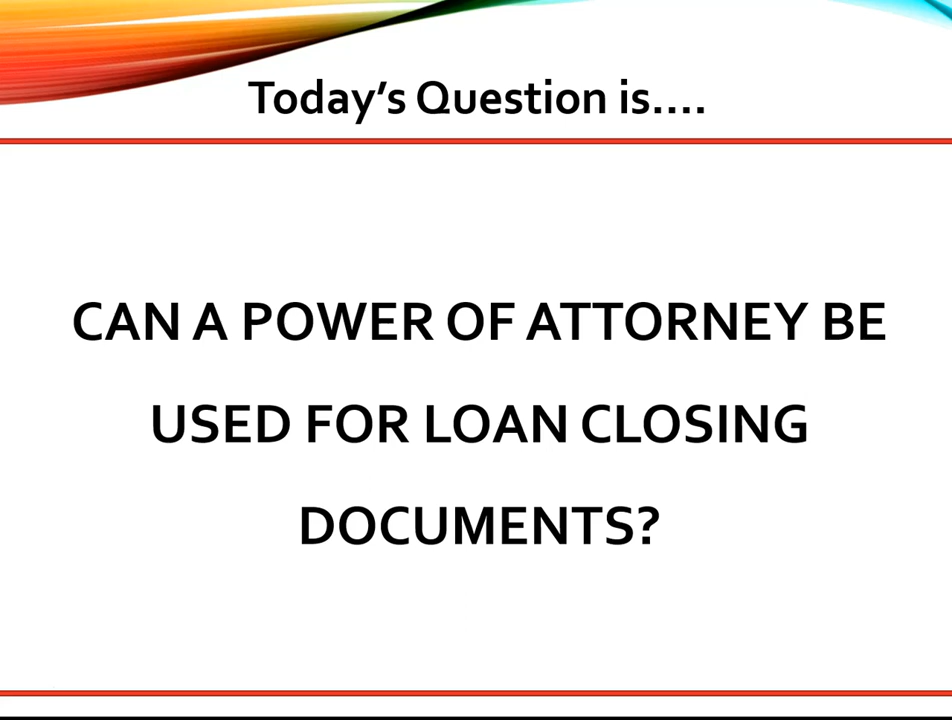 Today’s Question is....
CAN A POWER OF ATTORNEY BE
USED FOR LOAN CLOSING
DOCUMENTS?